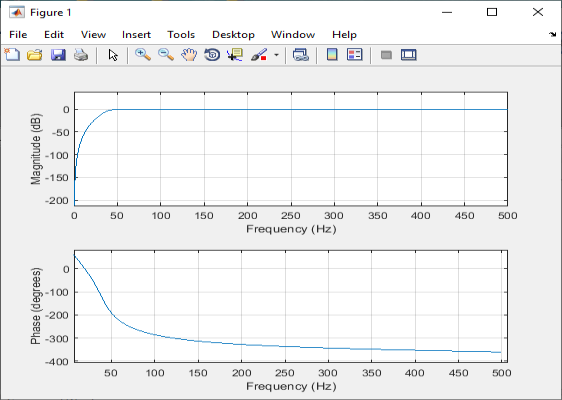 Figure 1
File Edit View Insert Tools Desktop Window Help
0
-50
-100
-150
-200
Magnitude (dB)
0 50 100 150 200 250 300 350 400 450 500
Frequency (Hz)
0
-100
-200
-300
-400
Phase (degrees)
50 100 150 200 250 300 350 400 450 500
Frequency (Hz)